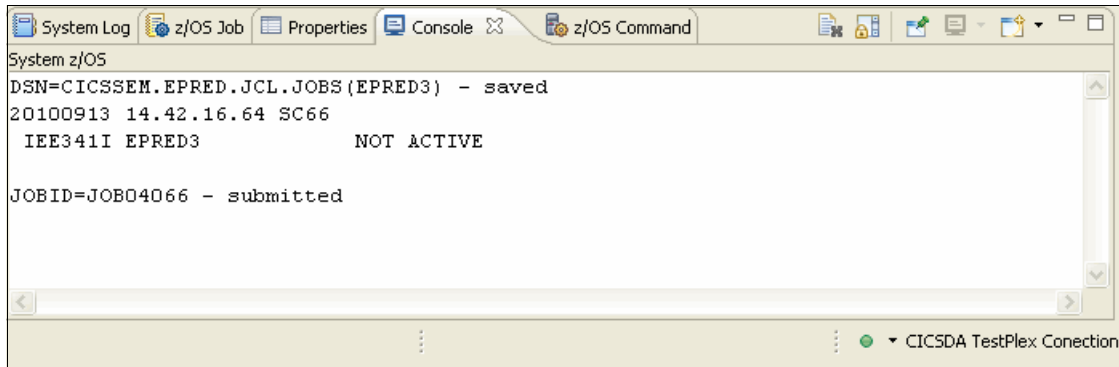 System Log z/OS Job Properties Console z/OS Command
System z/OS
DSN=CICSSEM.EPRED.JCL.JOBS(EPRED3) - saved
20100913 14.42.16.64 SC66
IEE341I EPRED3 NOT ACTIVE
JOBID=JOB04066 - submitted
CICSDA TestPlex Conection